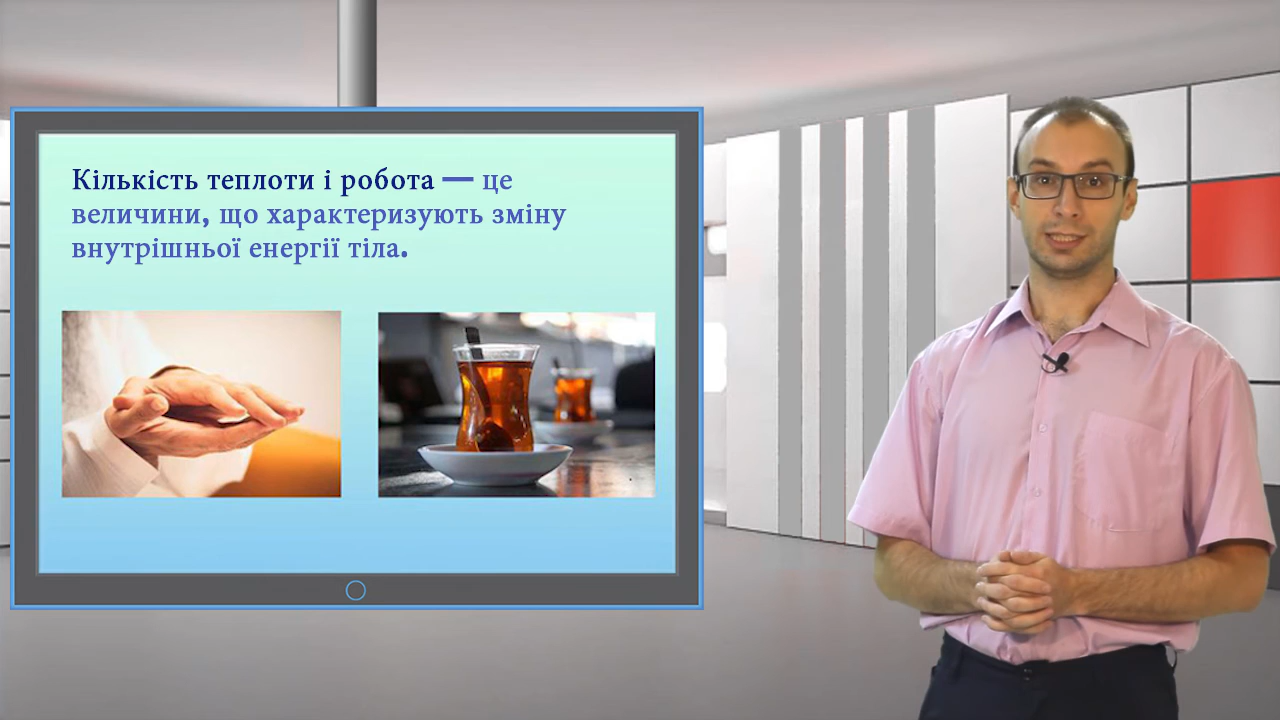 Кількість теплоти і робота — це
величини, що характеризують зміну
внутрішньої енергії тіла.